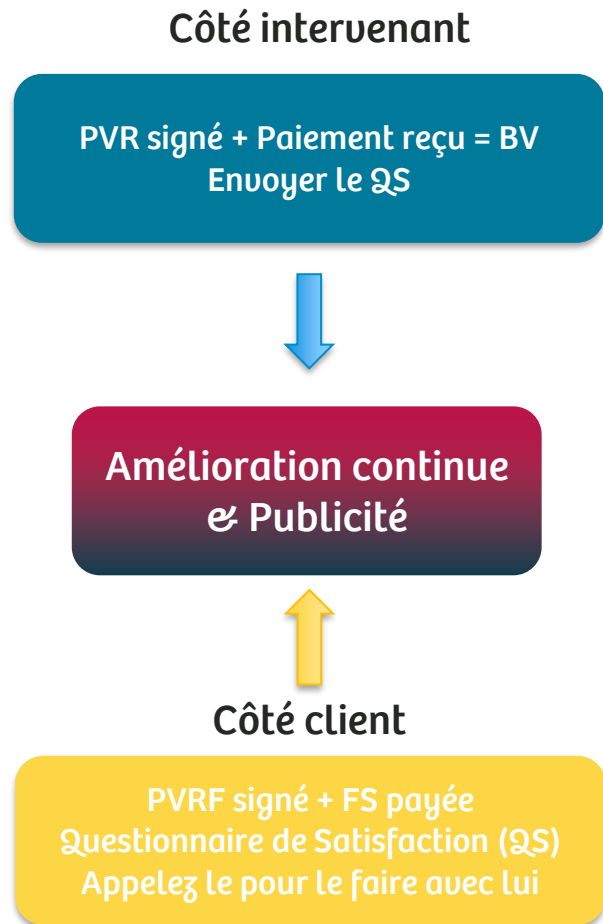 Côté intervenant
PVR signé + Paiement reçu = BV
Envoyer le QS
Amélioration continue
& Publicité
Côté client
PVRF signé + FS payée
Questionnaire de Satisfaction (QS)
Appelez le pour le faire avec lui